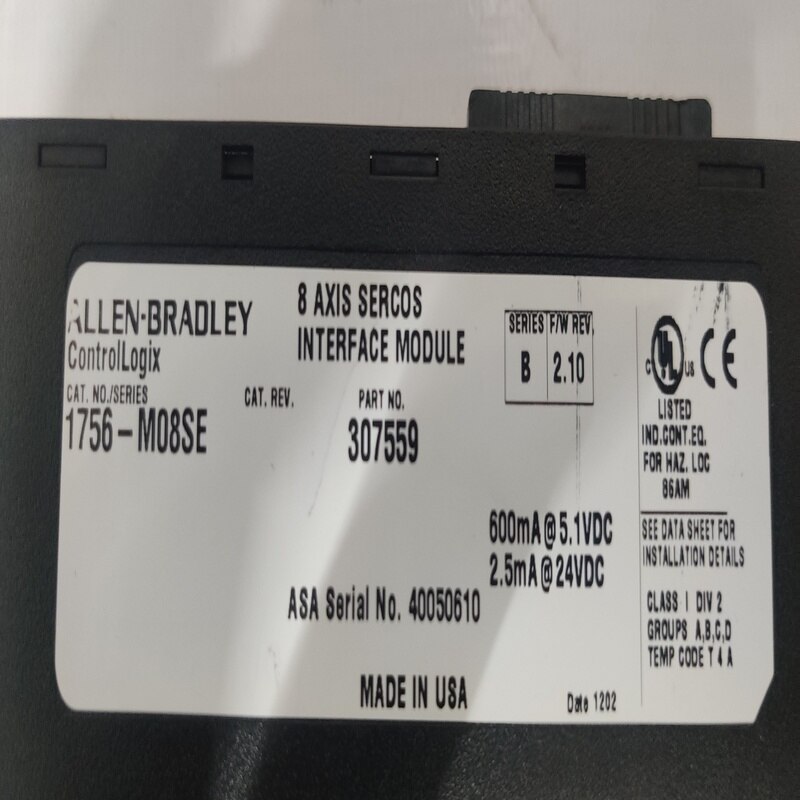 ALLEN-BRADLEY
ControlLogix
CAT. NO./SERIES
1756-M08SE
CAT. REV.
8 AXIS SERCOS
INTERFACE MODULE
PART NO.
307559
SERIES F/W REV.
B 2.10
600mA@5.1VDC
2.5mA@24VDC
ASA Serial No. 40050610
MADE IN USA
Date 1202
C UL US CE
LISTED
IND.CONT.EQ.
FOR HAZ. LOC
86AM
SEE DATA SHEET FOR
INSTALLATION DETAILS
CLASS I DIV 2
GROUPS A,B,C,D
TEMP CODE T 4 A